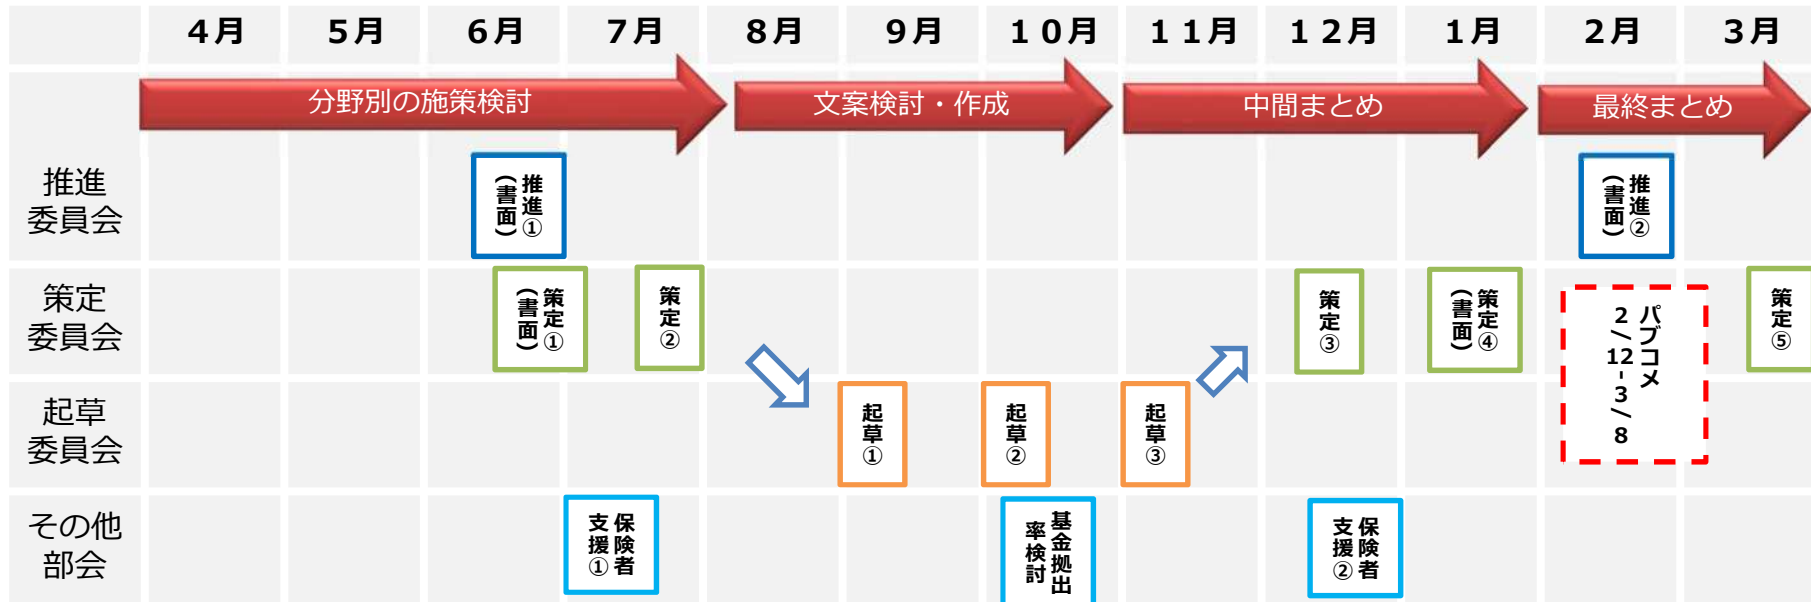 4月
5月
6月
7月
8月
9月
10月
11月
12月
1月
2月
3月
分野別の施策検討
文案検討・作成
中間まとめ
最終まとめ
推進
委員会
推進①
(書面)
推進②
(書面)
策定
委員会
策定①
(書面)
策定②
策定③
策定④
(書面)
パブコメ
2/12-3/8
策定⑤
起草
委員会
起草①
起草②
起草③
その他
部会
保険者
支援①
基金拠出
率検討
保険者
支援②